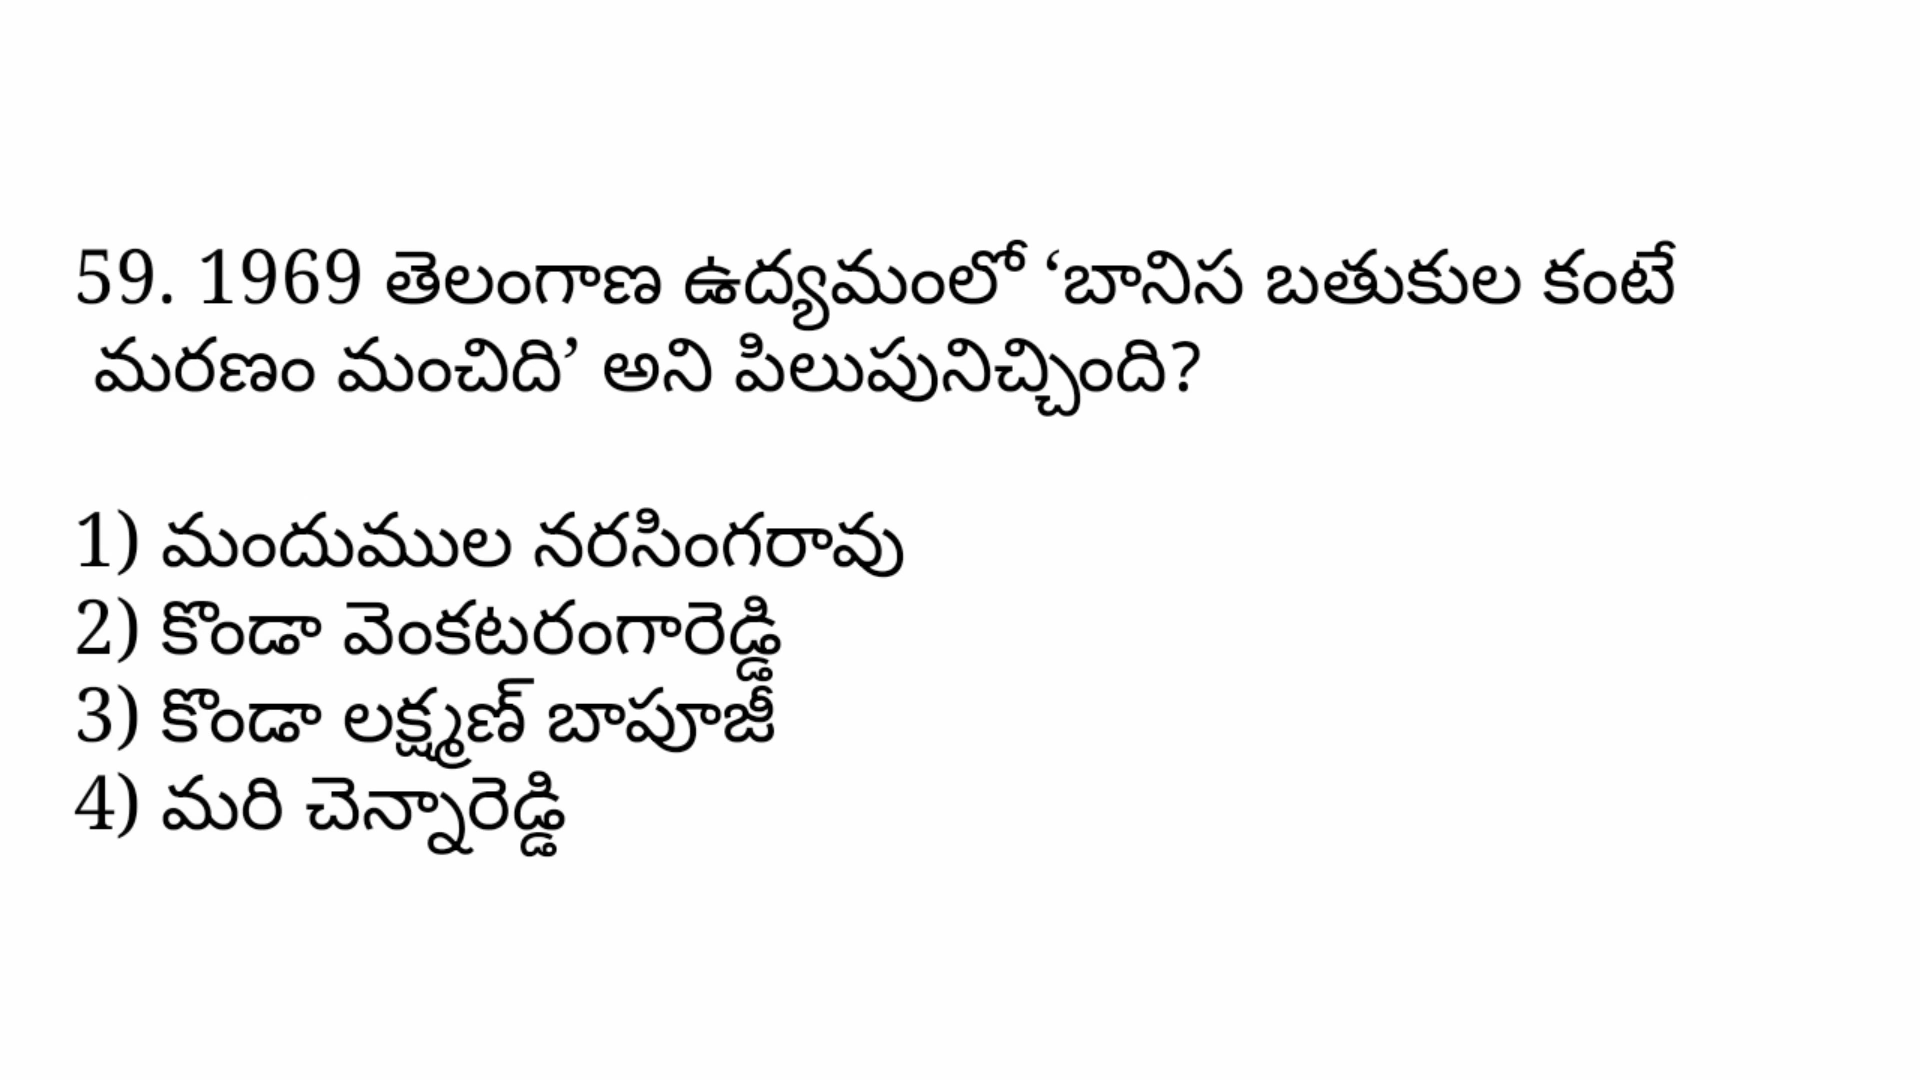 59. 1969 తెలంగాణ ఉద్యమంలో ‘బానిస బతుకుల కంటే
మరణం మంచిది’ అని పిలుపునిచ్చింది?
1) మందుముల నరసింగరావు
2) కొండా వెంకటరంగారెడ్డి
3) కొండా లక్ష్మణ్ బాపూజీ
4) మరి చెన్నారెడ్డి